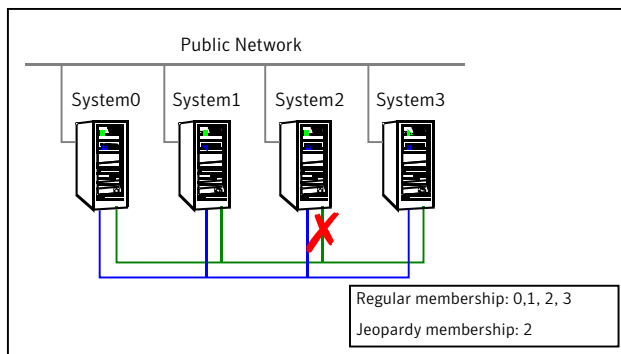 Public Network
System0 System1 System2 System3
Regular membership: 0,1, 2, 3
Jeopardy membership: 2